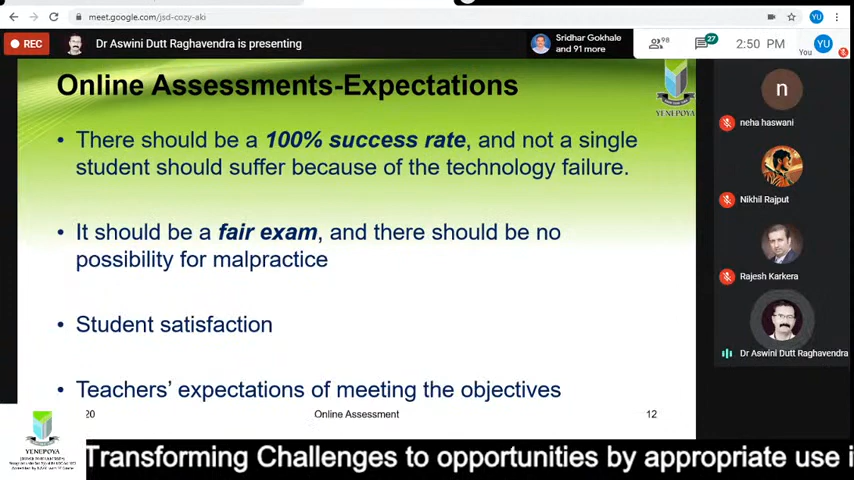 meet.google.com/jsd-cozy-aki
YU
REC
Dr Aswini Dutt Raghavendra is presenting
Sridhar Gokhale
and 91 more
98
27
2:50 PM
You
YU
Online Assessments-Expectations
YENEPOYA
• There should be a 100% success rate, and not a single
student should suffer because of the technology failure.
• It should be a fair exam, and there should be no
possibility for malpractice
• Student satisfaction
• Teachers' expectations of meeting the objectives
20
Online Assessment
12
n
neha haswani
Nikhil Rajput
Rajesh Karkera
Dr Aswini Dutt Raghavendra
YENEPOYA
Transforming Challenges to opportunities by appropriate use i